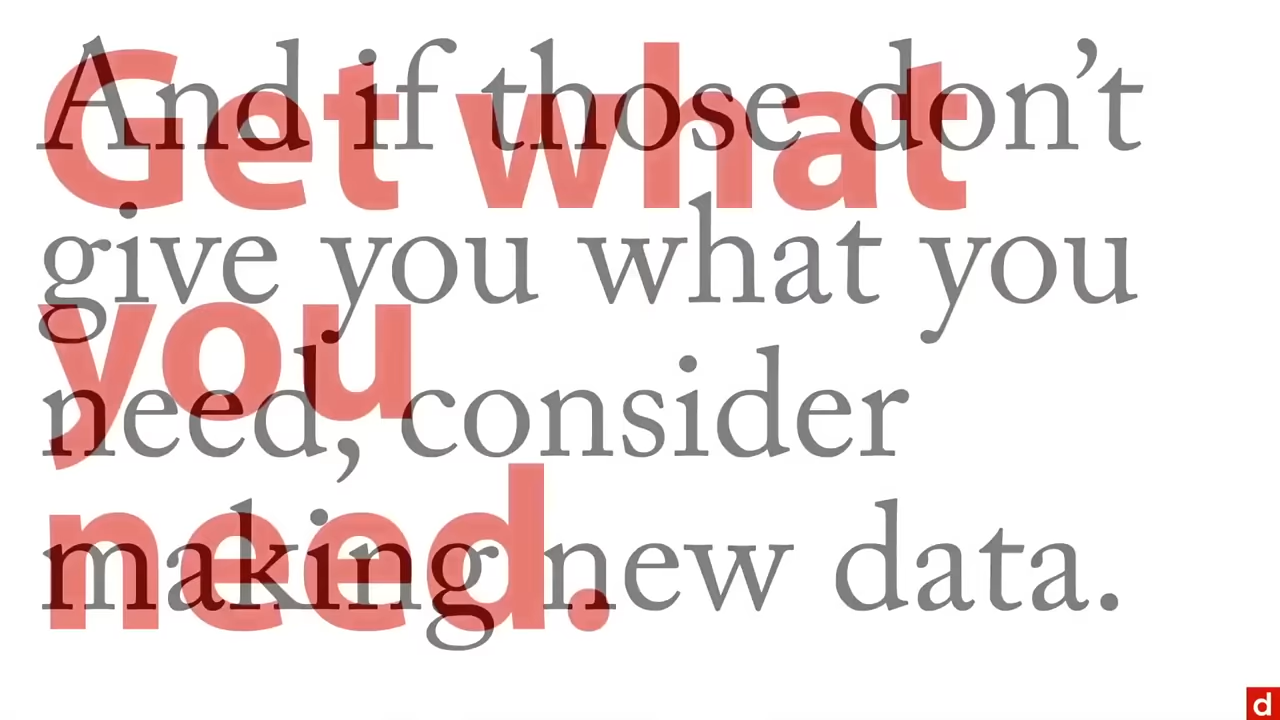 Get what
you
need.
And if those don’t
give you what you
need, consider
making new data.
d